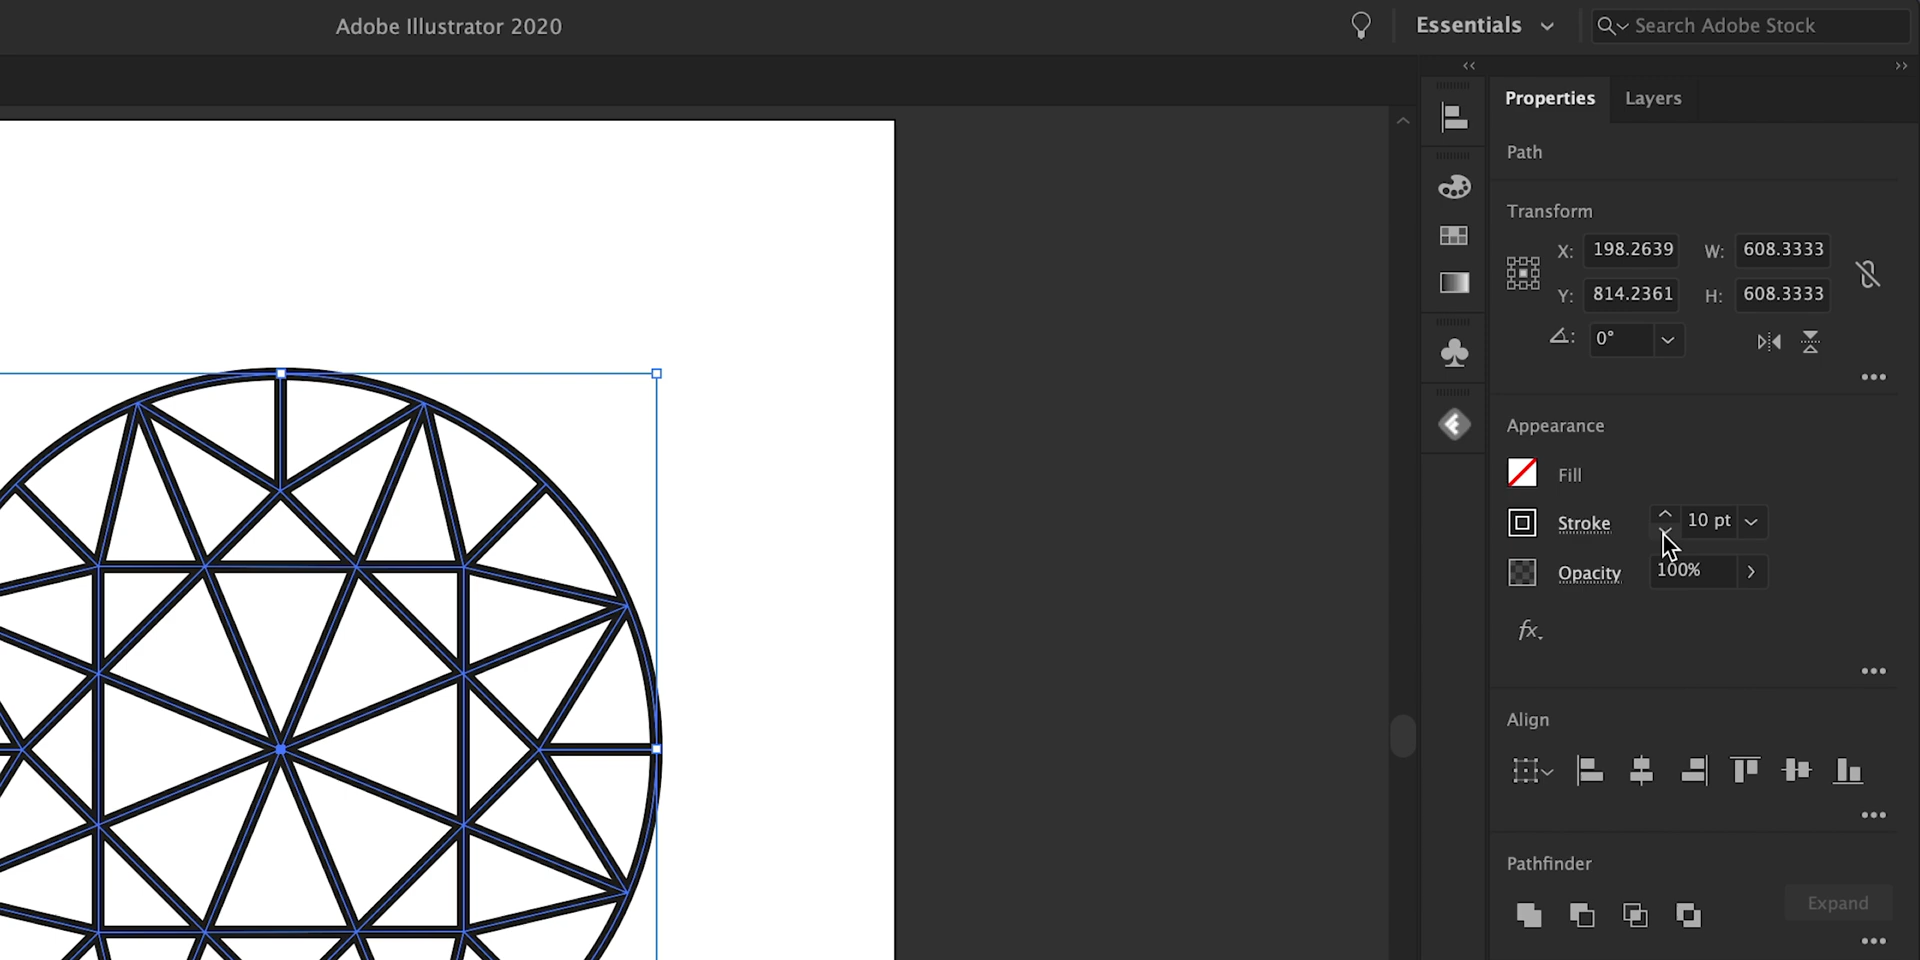 Adobe Illustrator 2020
Essentials
Search Adobe Stock
Properties
Layers
Path
Transform
X: 198.2639 W: 608.3333
Y: 814.2361 H: 608.3333
0°
Appearance
Fill
Stroke 10 pt
Opacity 100%
fx.
Align
Pathfinder
Expand